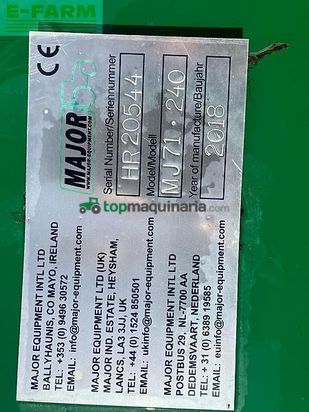 E-FARM
CE
MAJOR
WWW.MAJOR-EQUIPMENT.COM
Serial Number/Seriennummer
HR20544
Model/Modell
MJ71·240
Year of manufacture/Baujahr
2018
topmaquinaria.com
MAJOR EQUIPMENT INTL LTD
BALLYHAUNIS, CO MAYO, IRELAND
TEL: +353 (0) 9496 30572
EMAIL: info@major-equipment.com
MAJOR EQUIPMENT LTD (UK)
MAJOR IND. ESTATE, HEYSHAM,
LANCS, LA3 3JJ, UK
TEL: +44 (0) 1524 850501
EMAIL: ukinfo@major-equipment.com
MAJOR EQUIPMENT INTL LTD
POSTBUS 29, NL-7700 AA
DEDEMSVAART, NEDERLAND
TEL: + 31 (0) 6389 19585
EMAIL: euinfo@major-equipment.com